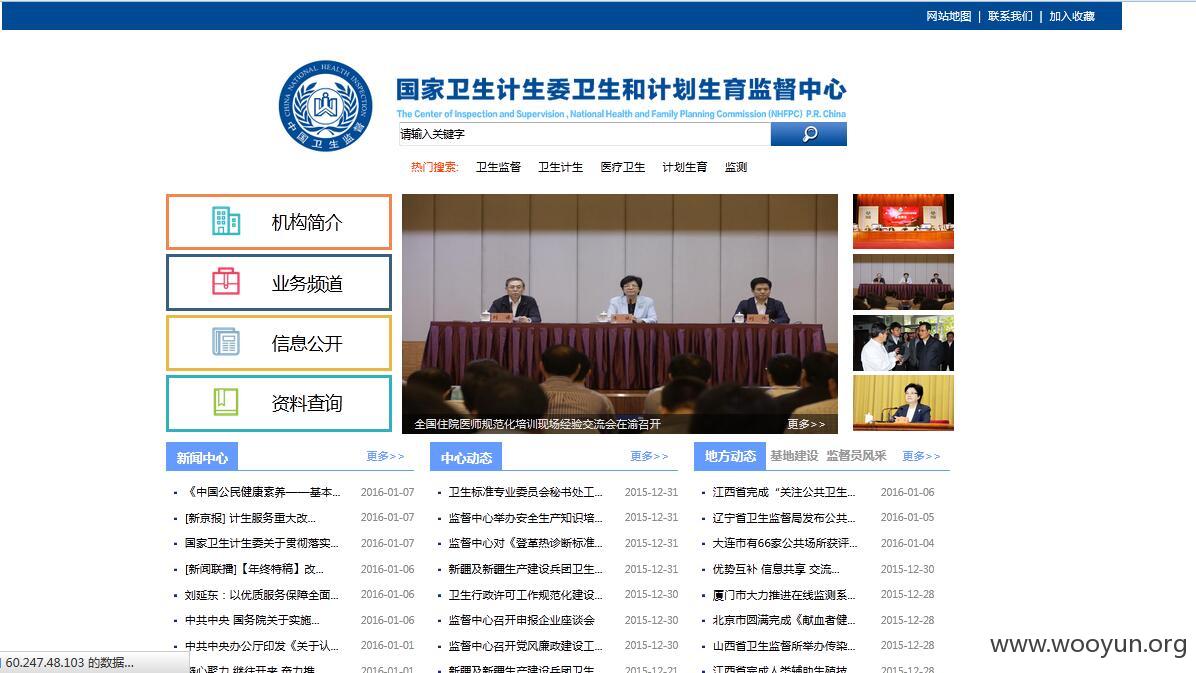 网站地图 | 联系我们 | 加入收藏
CHINA NATIONAL HEALTH INSPECTION
中国卫生监督
国家卫生计生委卫生和计划生育监督中心
The Center of Inspection and Supervision , National Health and Family Planning Commission (NHFPC) P.R. China
请输入关键字
热门搜索: 卫生监督 卫生计生 医疗卫生 计划生育 监测
机构简介
业务频道
信息公开
资料查询
全国住院医师规范化培训现场经验交流会在渝召开 更多>>
新闻中心 更多>>
《中国公民健康素养——基本... 2016-01-07
[新京报] 计生服务重大改... 2016-01-07
国家卫生计生委关于贯彻落实... 2016-01-07
[新闻联播]【年终特稿】改... 2016-01-06
刘延东：以优质服务保障全面... 2016-01-06
中共中央 国务院关于实施... 2016-01-06
中共中央办公厅印发《关于认... 2016-01-01
凝心聚力 继往开来 奋力推... 2016-01-01
中心动态 更多>>
卫生标准专业委员会秘书处工... 2015-12-31
监督中心举办安全生产知识培... 2015-12-31
监督中心对《登革热诊断标准... 2015-12-31
新疆及新疆生产建设兵团卫生... 2015-12-31
卫生行政许可工作规范化建设... 2015-12-30
监督中心召开申报企业座谈会 2015-12-30
监督中心召开党风廉政建设工... 2015-12-30
新疆及新疆生产建设兵团卫生... 2015-12-21
地方动态 基地建设 监督员风采 更多>>
江西省完成“关注公共卫生... 2016-01-06
辽宁省卫生监督局发布公共... 2016-01-05
大连市有66家公共场所获评... 2016-01-04
优势互补 信息共享 交流... 2015-12-30
厦门市大力推进在线监测系... 2015-12-28
北京市圆满完成《献血者健... 2015-12-28
山西省卫生监督所举办传染... 2015-12-28
江西省完成人类辅助生殖技... 2015-12-28
60.247.48.103 的数据...
www.wooyun.org